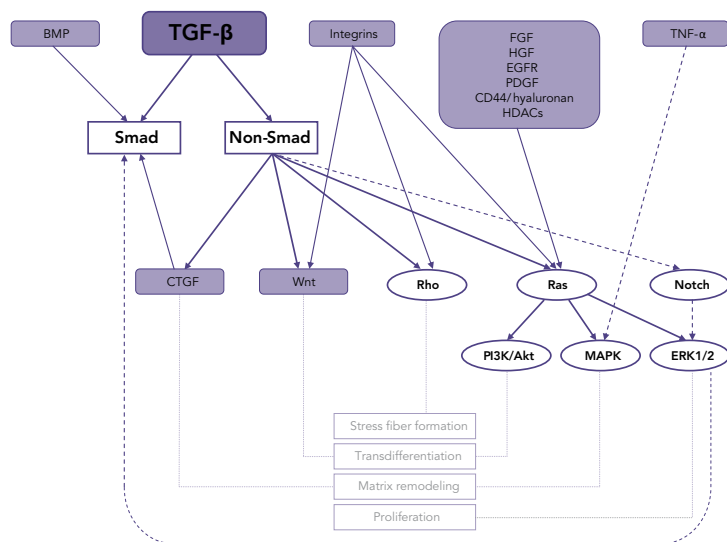 BMP
TGF-β
Integrins
FGF
HGF
EGFR
PDGF
CD44/hyaluronan
HDACs
TNF-α
Smad
Non-Smad
CTGF
Wnt
Rho
Ras
Notch
PI3K/Akt
MAPK
ERK1/2
Stress fiber formation
Transdifferentiation
Matrix remodeling
Proliferation